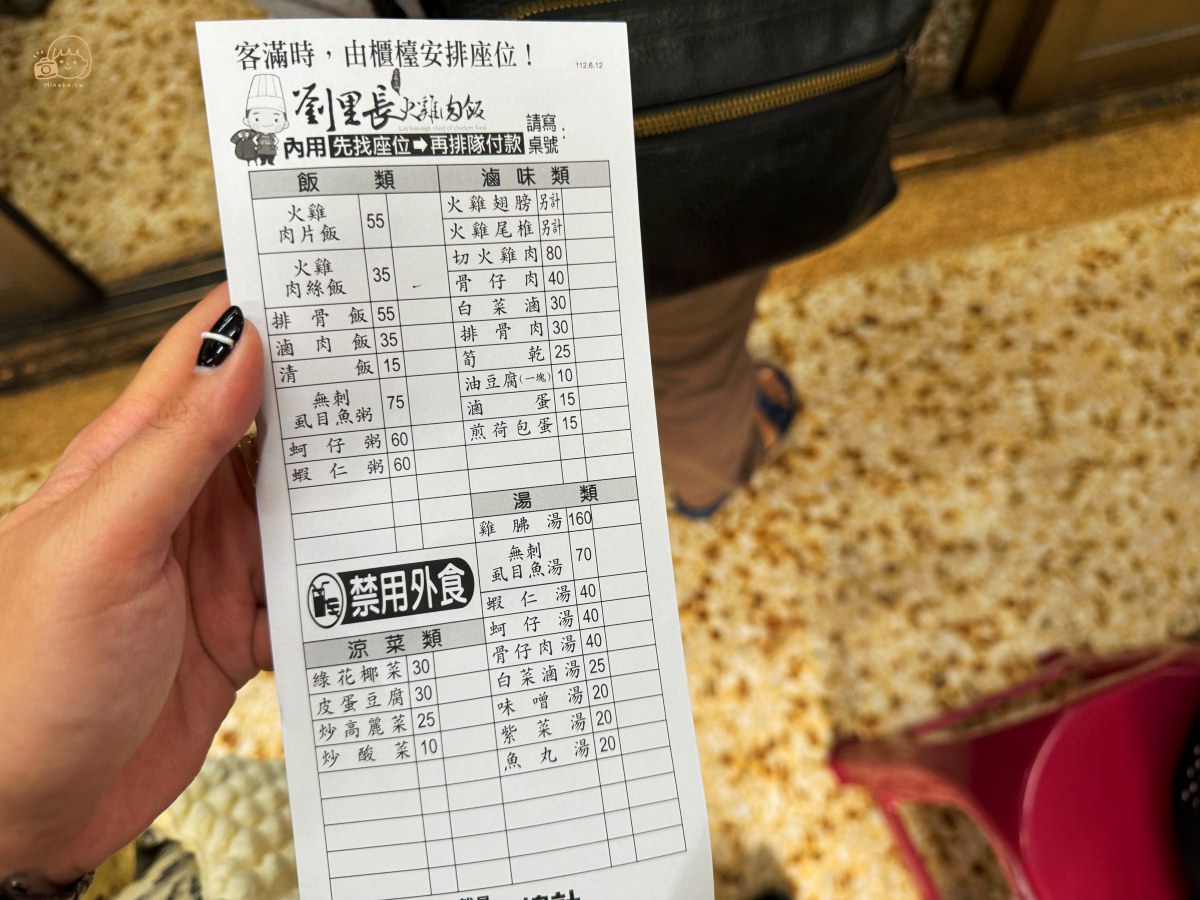 Minaka.tw
客滿時，由櫃檯安排座位！
112.6.12
劉里長火雞肉飯
內用 先找座位➡再排隊付款 請寫桌號：
飯類
火雞肉片飯 55
火雞肉絲飯 35
排骨飯 55
滷肉飯 35
清飯 15
無刺虱目魚粥 75
蚵仔粥 60
蝦仁粥 60
禁用外食
涼菜類
綠花椰菜 30
皮蛋豆腐 30
炒高麗菜 25
炒酸菜 10
滷味類
火雞翅膀 另計
火雞尾椎 另計
切火雞肉 80
骨仔肉 40
白菜滷 30
排骨肉 30
筍乾 25
油豆腐(一塊) 10
滷蛋 15
煎荷包蛋 15
湯類
雞胇湯 160
無刺虱目魚湯 70
蝦仁湯 40
蚵仔湯 40
骨仔肉湯 40
白菜滷湯 25
味噌湯 20
紫菜湯 20
魚丸湯 20